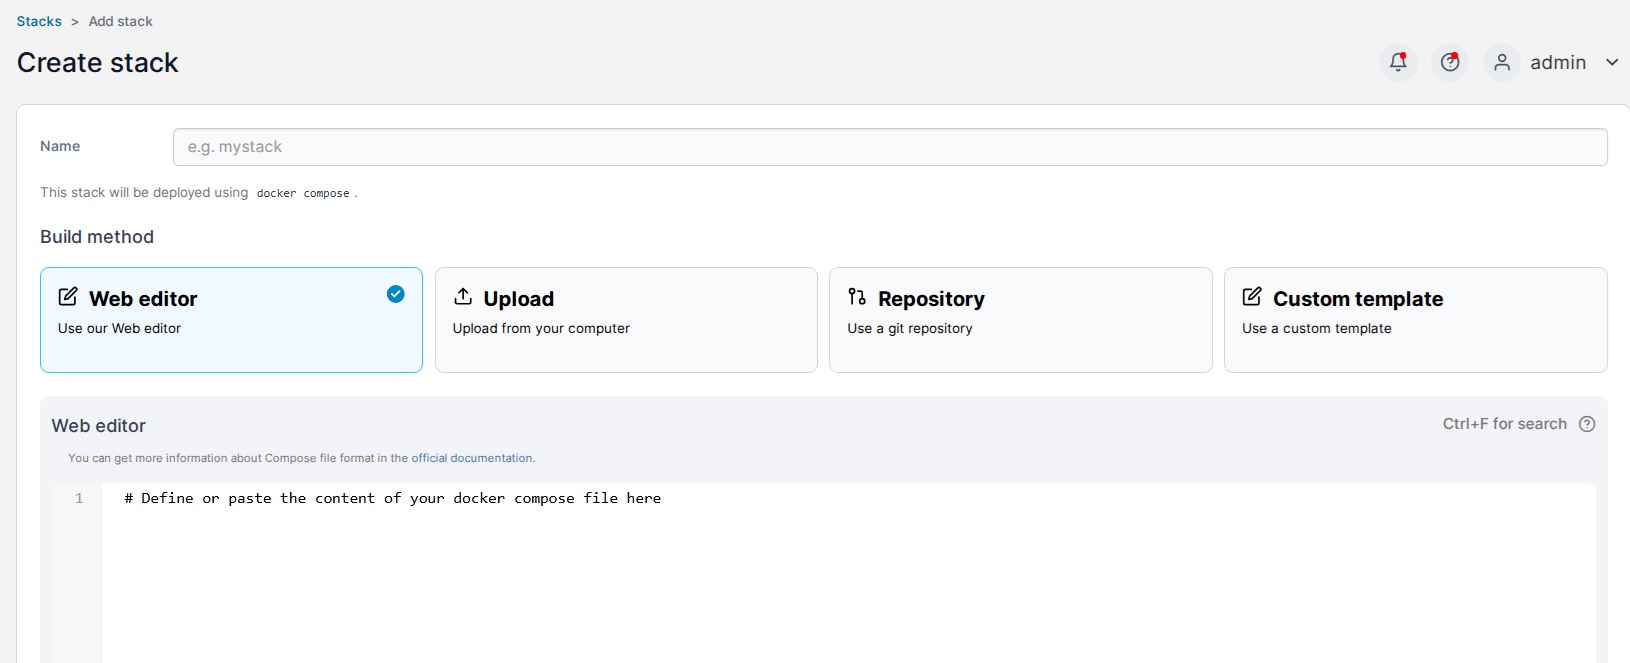 Stacks > Add stack
Create stack
admin
Name
e.g. mystack
This stack will be deployed using docker compose .
Build method
Web editor
Use our Web editor
Upload
Upload from your computer
Repository
Use a git repository
Custom template
Use a custom template
Web editor
Ctrl+F for search
You can get more information about Compose file format in the official documentation.
1 # Define or paste the content of your docker compose file here